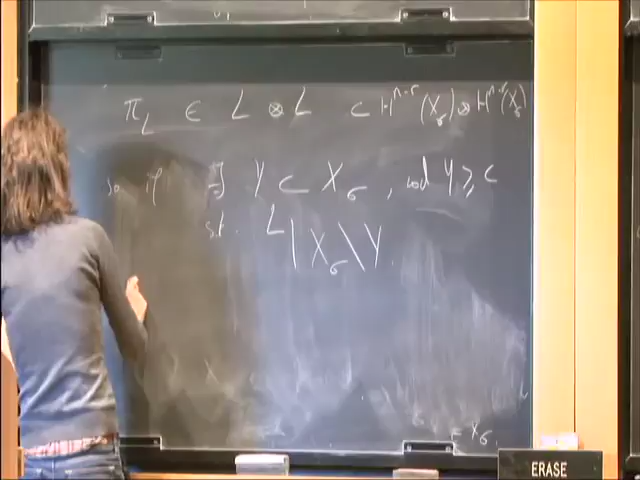 π_L ∈ L ⊗ L ⊂ H^{n-r}(X_σ) ⊗ H^{n-r}(X_σ)
so if ∃ Y ⊂ X_σ, cod Y ≥ c
s.t. L | X_σ \ Y
= X_σ
ERASE